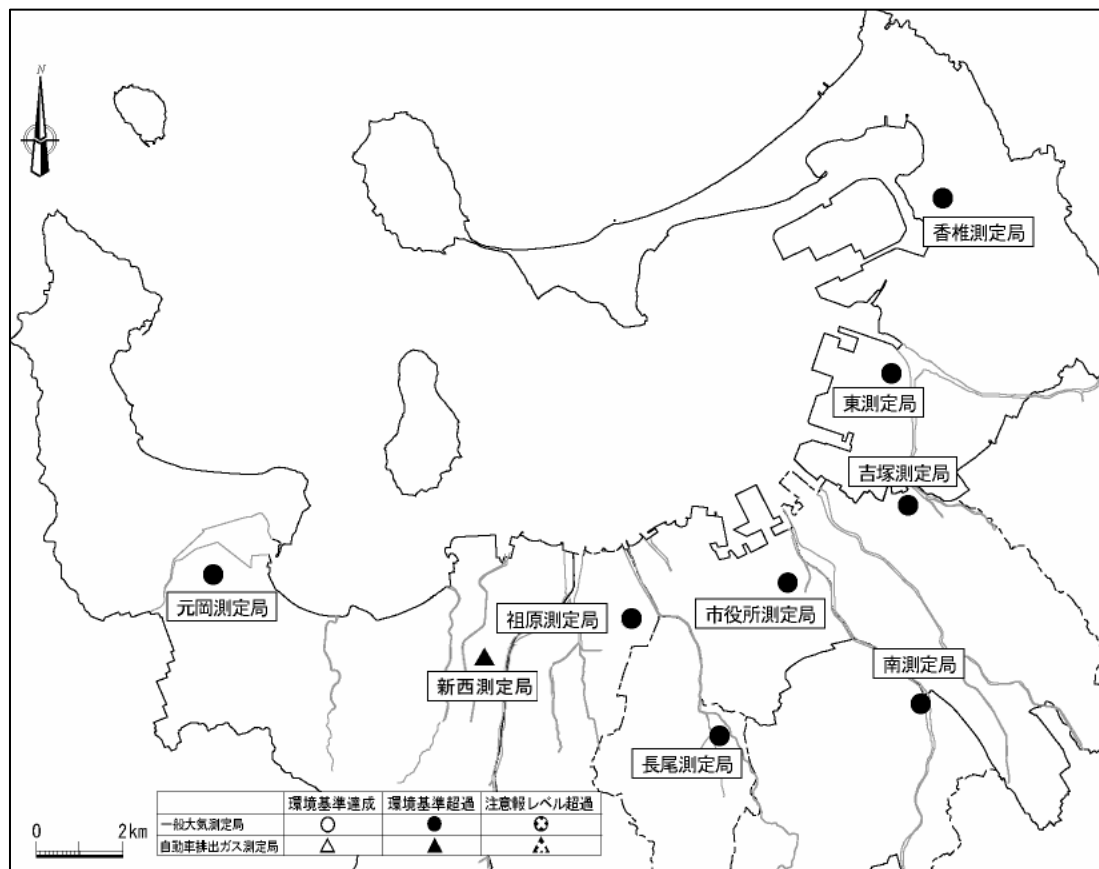 N
香椎測定局
東測定局
吉塚測定局
元岡測定局
祖原測定局
市役所測定局
新西測定局
南測定局
長尾測定局
環境基準達成 環境基準超過 注意報レベル超過
一般大気測定局
自動車排出ガス測定局
0 2km